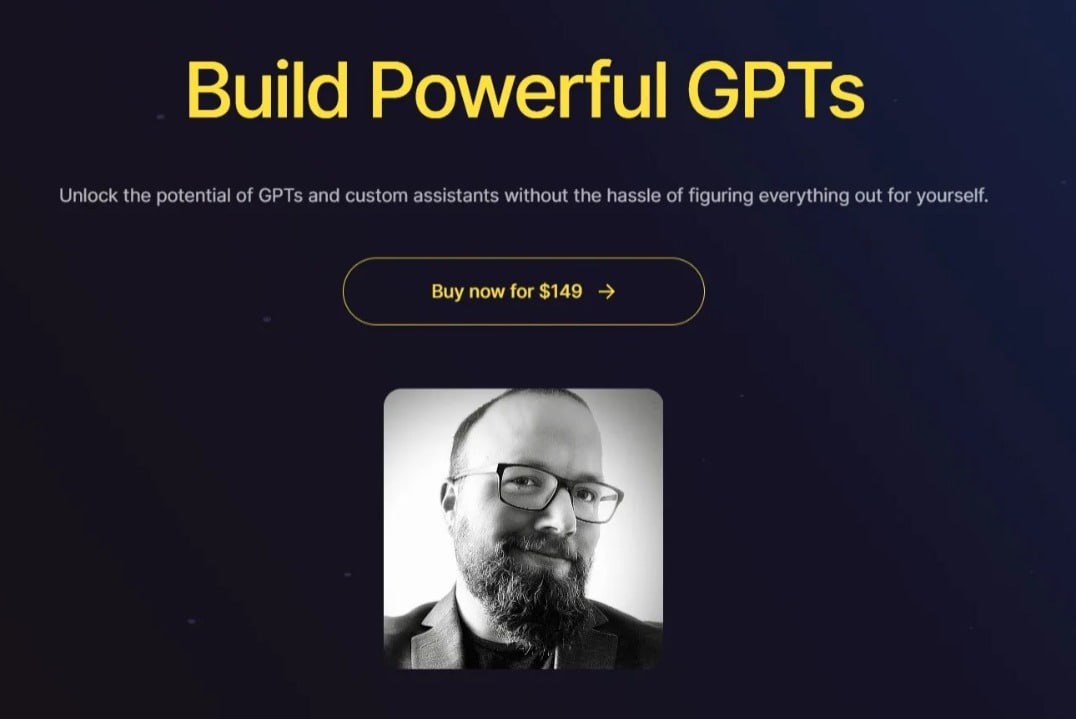 Build Powerful GPTs
Unlock the potential of GPTs and custom assistants without the hassle of figuring everything out for yourself.
Buy now for $149 →